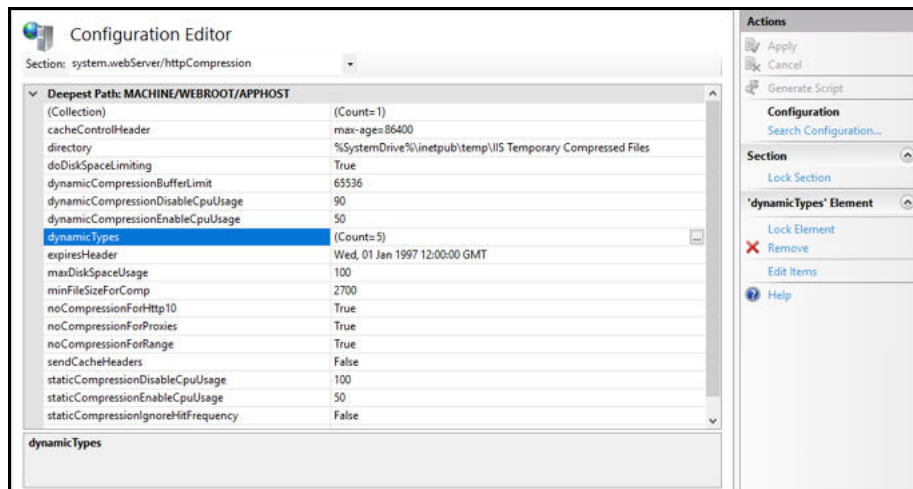 Configuration Editor
Section: system.webServer/httpCompression
Deepest Path: MACHINE/WEBROOT/APPHOST
(Collection) (Count=1)
cacheControlHeader max-age=86400
directory %SystemDrive%\inetpub\temp\IIS Temporary Compressed Files
doDiskSpaceLimiting True
dynamicCompressionBufferLimit 65536
dynamicCompressionDisableCpuUsage 90
dynamicCompressionEnableCpuUsage 50
dynamicTypes (Count=5) ...
expiresHeader Wed, 01 Jan 1997 12:00:00 GMT
maxDiskSpaceUsage 100
minFileSizeForComp 2700
noCompressionForHttp10 True
noCompressionForProxies True
noCompressionForRange True
sendCacheHeaders False
staticCompressionDisableCpuUsage 100
staticCompressionEnableCpuUsage 50
staticCompressionIgnoreHitFrequency False
dynamicTypes
Actions
Apply
Cancel
Generate Script
Configuration
Search Configuration...
Section
Lock Section
'dynamicTypes' Element
Lock Element
Remove
Edit Items
Help